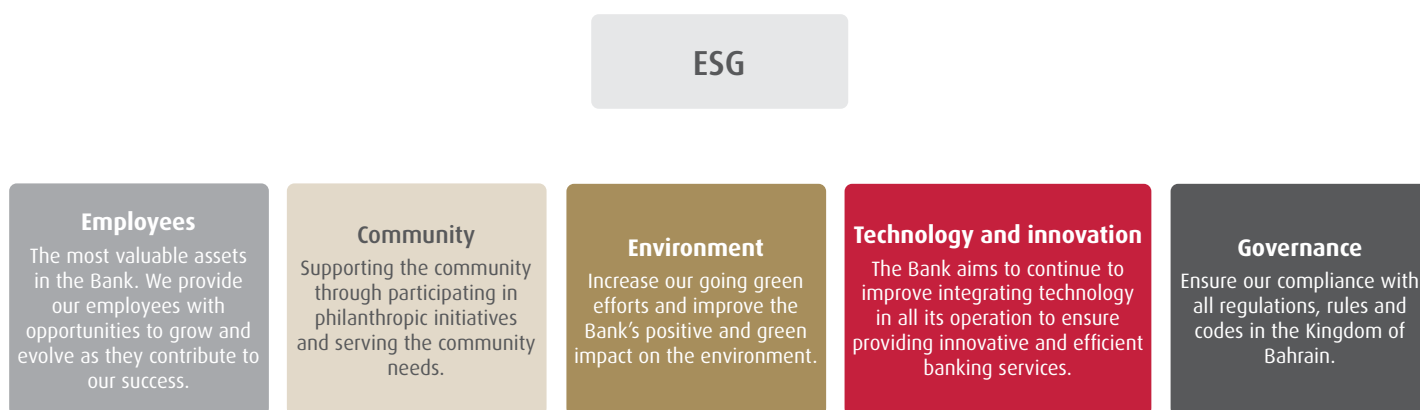 ESG
Employees
The most valuable assets
in the Bank. We provide
our employees with
opportunities to grow and
evolve as they contribute to
our success.
Community
Supporting the community
through participating in
philanthropic initiatives
and serving the community
needs.
Environment
Increase our going green
efforts and improve the
Bank's positive and green
impact on the environment.
Technology and innovation
The Bank aims to continue to
improve integrating technology
in all its operation to ensure
providing innovative and efficient
banking services.
Governance
Ensure our compliance with
all regulations, rules and
codes in the Kingdom of
Bahrain.